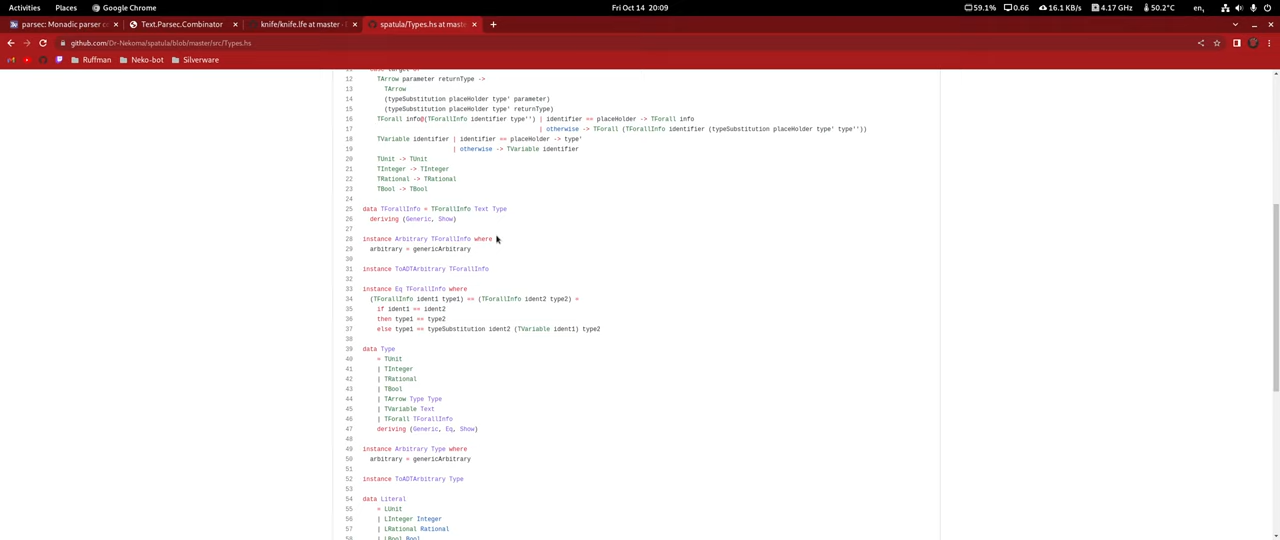 Activities Places Google Chrome Fri Oct 14 20:09 59.1% 0.66 16.1 KB/s 4.17 GHz 50.2°C en,
parsec: Monadic parser co Text.Parsec.Combinator knife/knife.lfe at master · spatula/Types.hs at maste
github.com/Dr-Nekoma/spatula/blob/master/src/Types.hs
Ruffman Neko-bot Silverware
12 TArrow parameter returnType ->
13 TArrow
14 (typeSubstitution placeHolder type' parameter)
15 (typeSubstitution placeHolder type' returnType)
16 TForall info@(TForallInfo identifier type'') | identifier == placeHolder -> TForall info
17 | otherwise -> TForall (TForallInfo identifier (typeSubstitution placeHolder type' type''))
18 TVariable identifier | identifier == placeHolder -> type'
19 | otherwise -> TVariable identifier
20 TUnit -> TUnit
21 TInteger -> TInteger
22 TRational -> TRational
23 TBool -> TBool
24
25 data TForallInfo = TForallInfo Text Type
26 deriving (Generic, Show)
27
28 instance Arbitrary TForallInfo where
29 arbitrary = genericArbitrary
30
31 instance ToADTArbitrary TForallInfo
32
33 instance Eq TForallInfo where
34 (TForallInfo ident1 type1) == (TForallInfo ident2 type2) =
35 if ident1 == ident2
36 then type1 == type2
37 else type1 == typeSubstitution ident2 (TVariable ident1) type2
38
39 data Type
40 = TUnit
41 | TInteger
42 | TRational
43 | TBool
44 | TArrow Type Type
45 | TVariable Text
46 | TForall TForallInfo
47 deriving (Generic, Eq, Show)
48
49 instance Arbitrary Type where
50 arbitrary = genericArbitrary
51
52 instance ToADTArbitrary Type
53
54 data Literal
55 = LUnit
56 | LInteger Integer
57 | LRational Rational
58 | LBool Bool